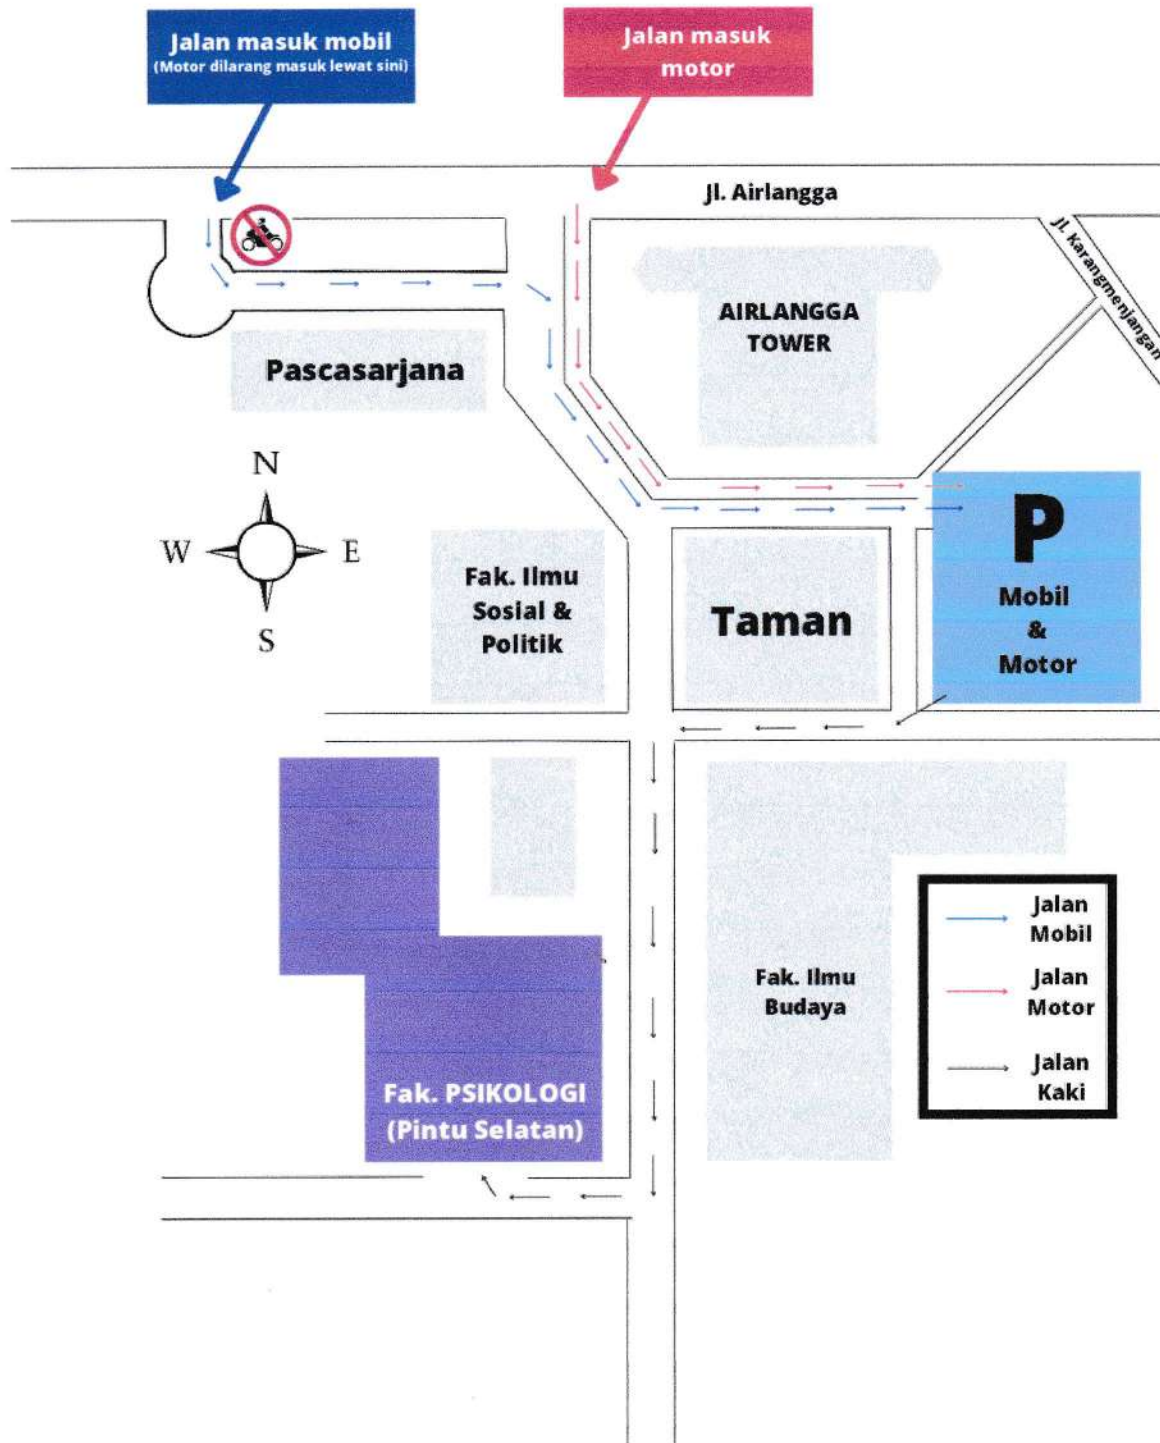 Jalan masuk mobil
(Motor dilarang masuk lewat sini)
Jalan masuk
motor
Jl. Airlangga
Jl. Karangmenjangan
AIRLANGGA
TOWER
Pascasarjana
N
W
E
S
P
Mobil
&
Motor
Fak. Ilmu
Sosial &
Politik
Taman
Fak. Ilmu
Budaya
Jalan
Mobil
Jalan
Motor
Jalan
Kaki
Fak. PSIKOLOGI
(Pintu Selatan)